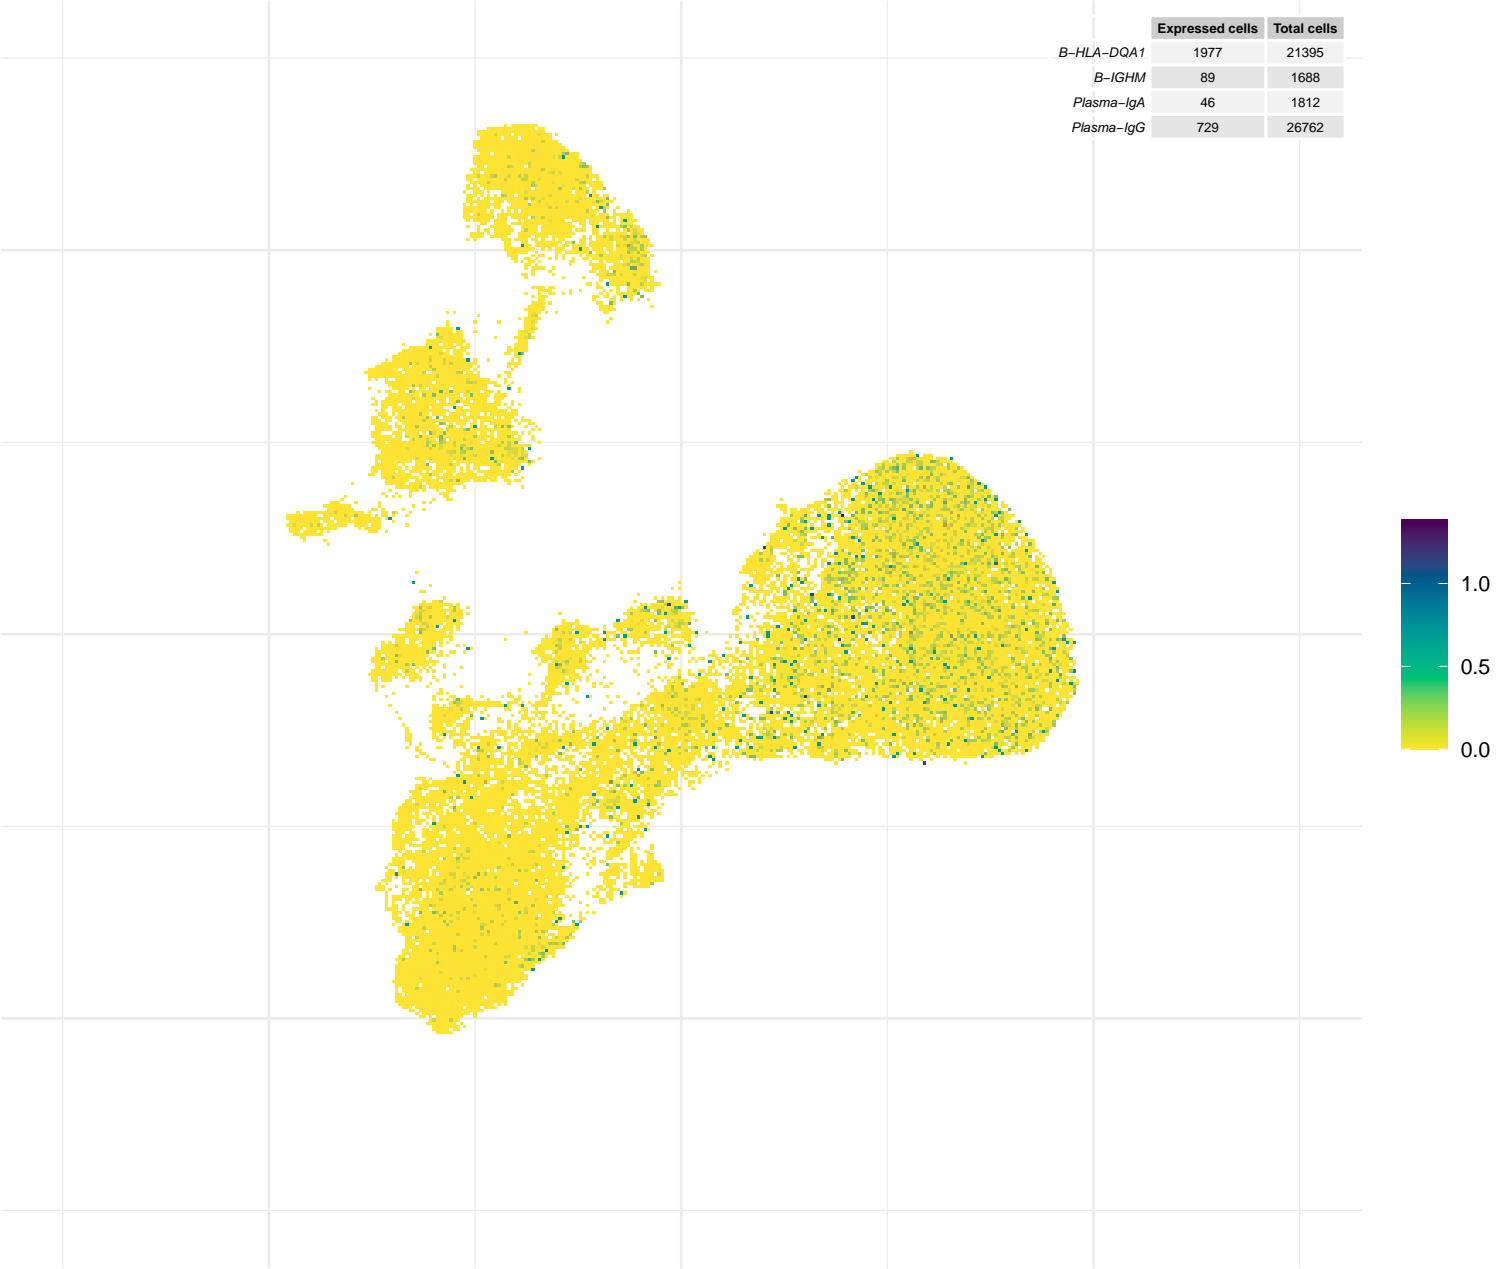 Expressed cells Total cells
B−HLA−DQA1 1977 21395
B−IGHM 89 1688
Plasma−IgA 46 1812
Plasma−IgG 729 26762
1.0
0.5
0.0